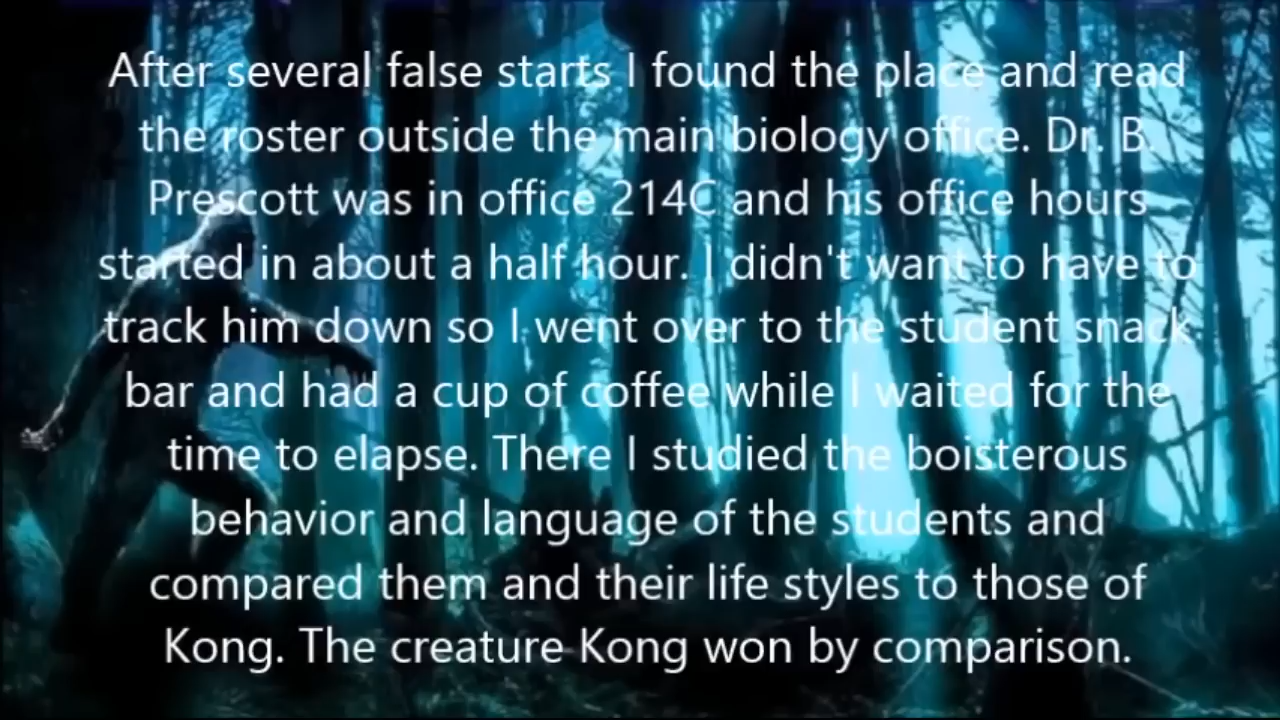 After several false starts I found the place and read
the roster outside the main biology office. Dr. B.
Prescott was in office 214C and his office hours
started in about a half hour. I didn't want to have to
track him down so I went over to the student snack
bar and had a cup of coffee while I waited for the
time to elapse. There I studied the boisterous
behavior and language of the students and
compared them and their life styles to those of
Kong. The creature Kong won by comparison.